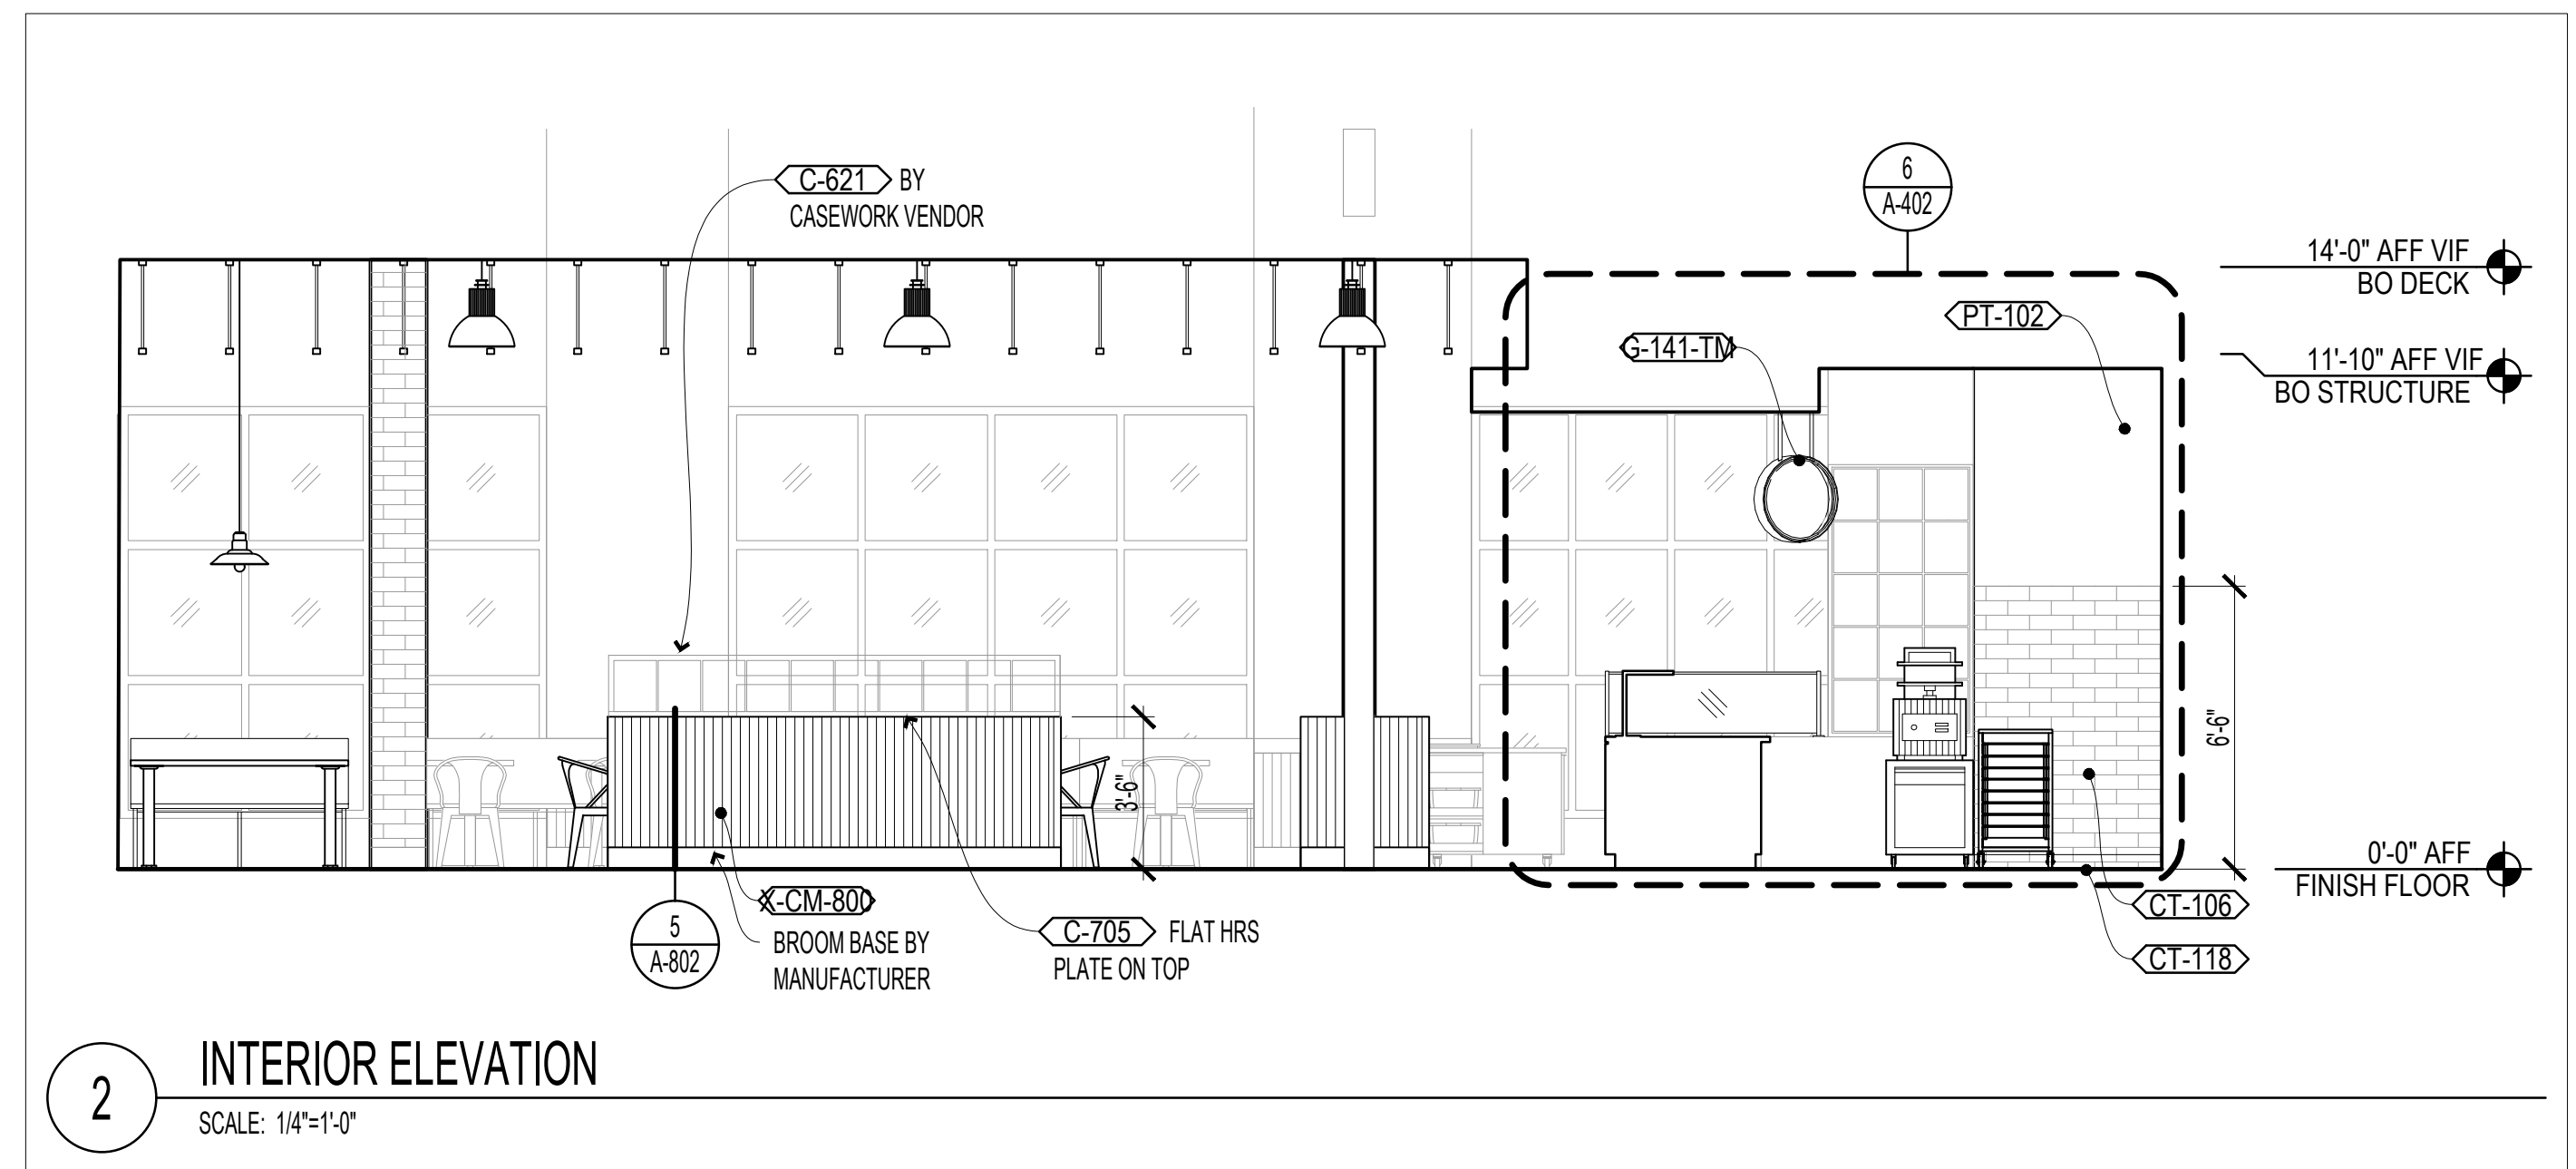 C-621 BY
CASEWORK VENDOR
6
A-402
14'-0" AFF VIF
BO DECK
PT-102
G-141-TM
11'-10" AFF VIF
BO STRUCTURE
3'-6"
6'-6"
0'-0" AFF
FINISH FLOOR
X-CM-800
CT-106
5
A-802
BROOM BASE BY
MANUFACTURER
C-705 FLAT HRS
PLATE ON TOP
CT-118
2
INTERIOR ELEVATION
SCALE: 1/4"=1'-0"